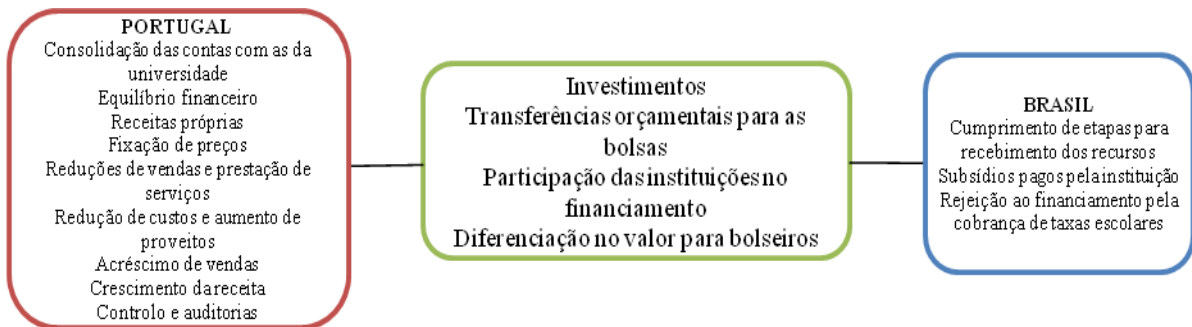 PORTUGAL
Consolidação das contas com as da
universidade
Equilíbrio financeiro
Receitas próprias
Fixação de preços
Reduções de vendas e prestação de
serviços
Redução de custos e aumento de
proveitos
Acréscimo de vendas
Crescimento da receita
Controlo e auditorias
Investimentos
Transferências orçamentais para as
bolsas
Participação das instituições no
financiamento
Diferenciação no valor para bolseiros
BRASIL
Cumprimento de etapas para
recebimento dos recursos
Subsídios pagos pela instituição
Rejeição ao financiamento pela
cobrança de taxas escolares